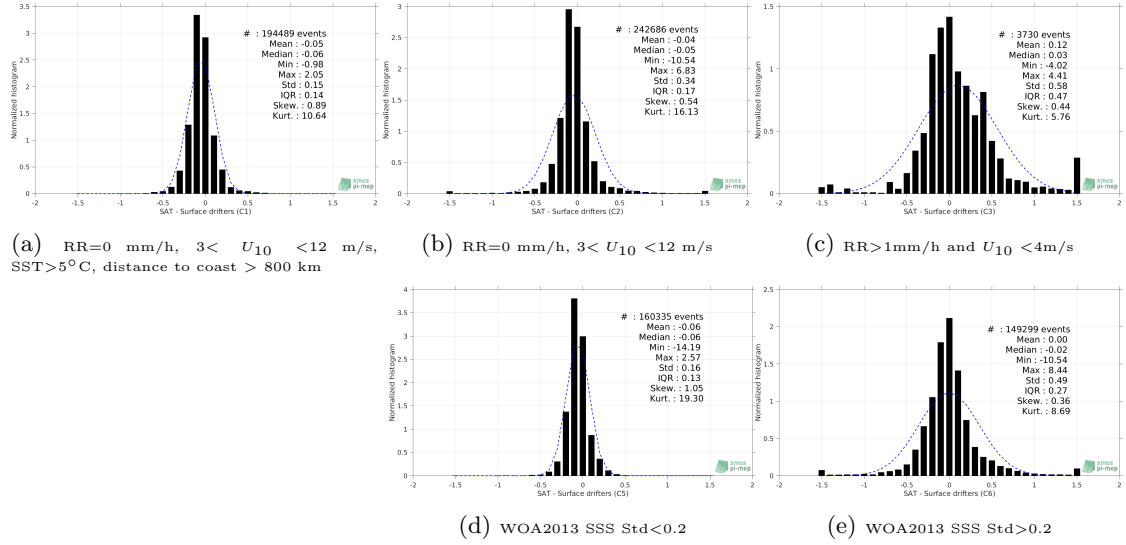 # : 194489 events
Mean : -0.05
Median : -0.06
Min : -0.98
Max : 2.05
Std : 0.15
IQR : 0.14
Skew. : 0.89
Kurt. : 10.64
Normalized histogram
3.5
3
2.5
2
1.5
1
0.5
0
-2 -1.5 -1 -0.5 0 0.5 1 1.5 2
SAT - Surface drifters (C1)
smos
pi-mep
(a) RR=0 mm/h, 3< U10 <12 m/s,
SST>5°C, distance to coast > 800 km
# : 242686 events
Mean : -0.04
Median : -0.05
Min : -10.54
Max : 6.83
Std : 0.34
IQR : 0.17
Skew. : 0.54
Kurt. : 16.13
Normalized histogram
3
2.5
2
1.5
1
0.5
0
-2 -1.5 -1 -0.5 0 0.5 1 1.5 2
SAT - Surface drifters (C2)
smos
pi-mep
(b) RR=0 mm/h, 3< U10 <12 m/s
# : 3730 events
Mean : 0.12
Median : 0.03
Min : -4.02
Max : 4.41
Std : 0.58
IQR : 0.47
Skew. : 0.44
Kurt. : 5.76
Normalized histogram
1.5
1
0.5
0
-2 -1.5 -1 -0.5 0 0.5 1 1.5 2
SAT - Surface drifters (C3)
smos
pi-mep
(c) RR>1mm/h and U10 <4m/s
# : 160335 events
Mean : -0.06
Median : -0.06
Min : -14.19
Max : 2.57
Std : 0.16
IQR : 0.13
Skew. : 1.05
Kurt. : 19.30
Normalized histogram
4
3.5
3
2.5
2
1.5
1
0.5
0
-2 -1.5 -1 -0.5 0 0.5 1 1.5 2
SAT - Surface drifters (C5)
smos
pi-mep
(d) WOA2013 SSS Std<0.2
# : 149299 events
Mean : 0.00
Median : -0.02
Min : -10.54
Max : 8.44
Std : 0.49
IQR : 0.27
Skew. : 0.36
Kurt. : 8.69
Normalized histogram
2.5
2
1.5
1
0.5
0
-2 -1.5 -1 -0.5 0 0.5 1 1.5 2
SAT - Surface drifters (C6)
smos
pi-mep
(e) WOA2013 SSS Std>0.2